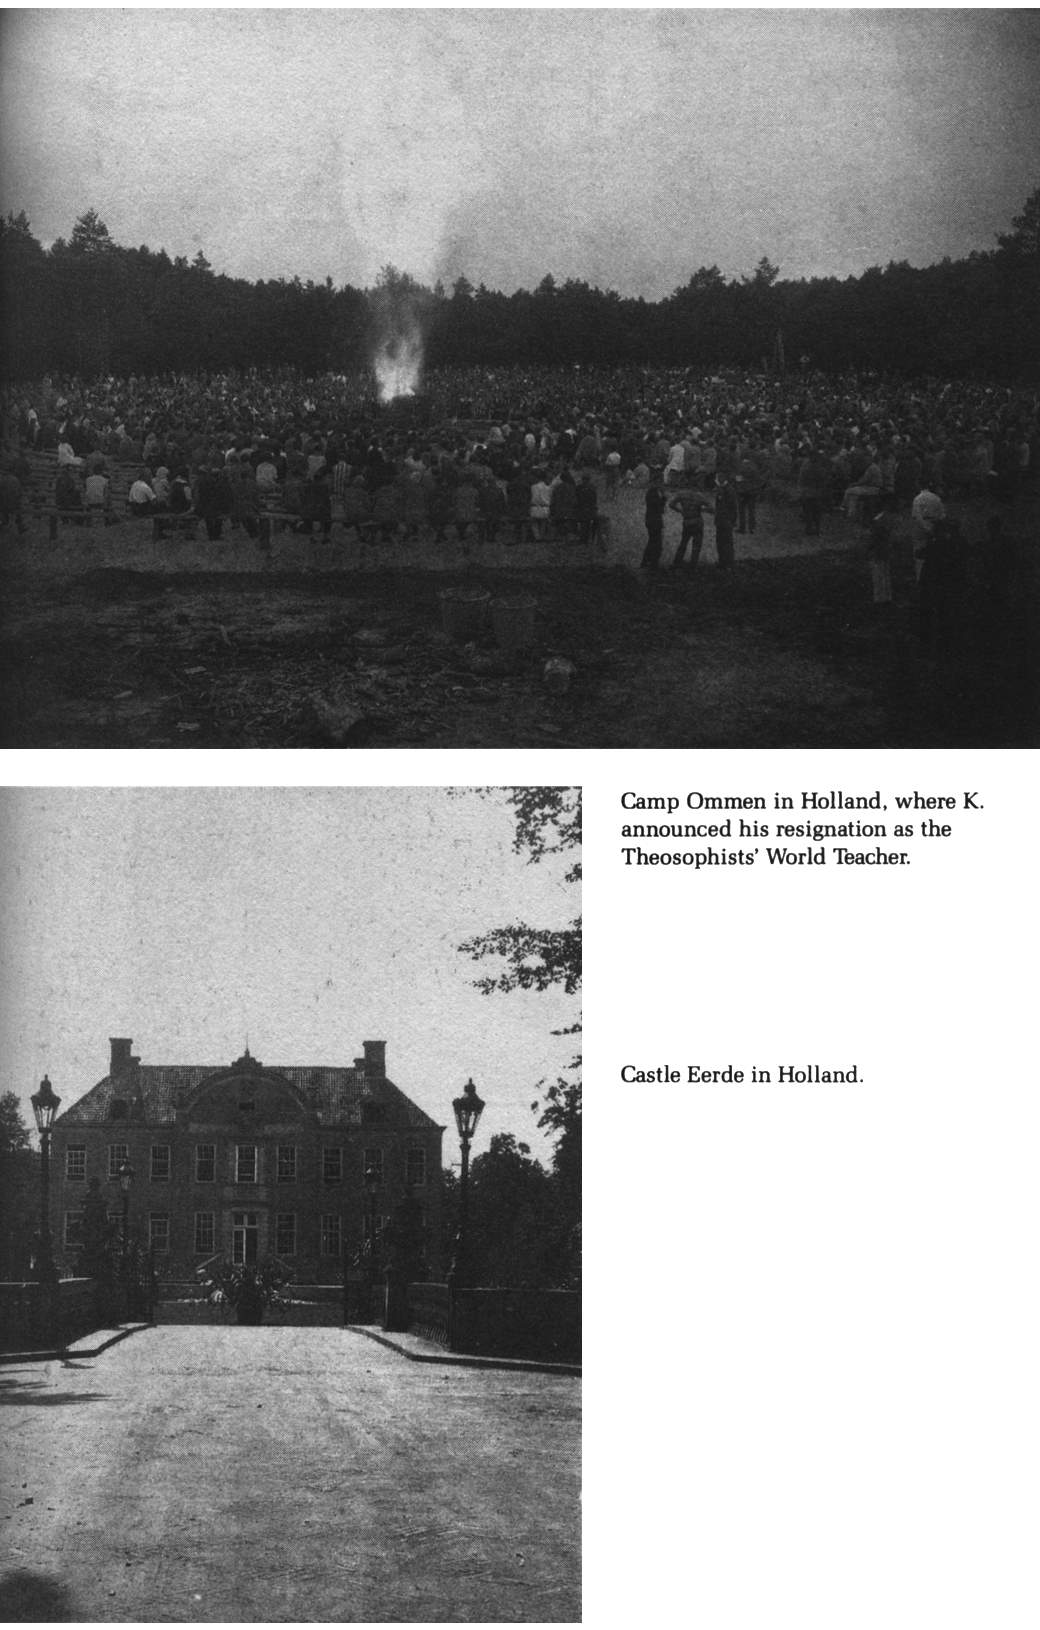 Camp Ommen in Holland, where K.
announced his resignation as the
Theosophists' World Teacher.
Castle Eerde in Holland.